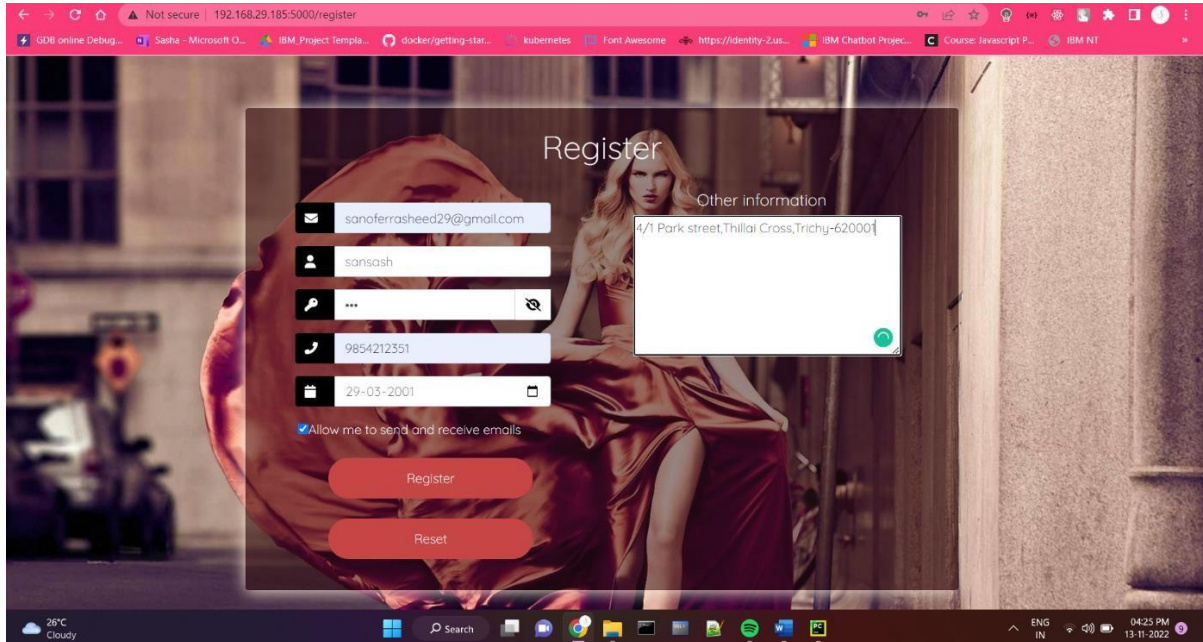 Not secure 192.168.29.185:5000/register
GDB online Debug... Sasha - Microsoft O... IBM_Project Templa... docker/getting-star... kubernetes Font Awesome https://identity-2.us... IBM Chatbot Projec... Course: Javascript P... IBM NT »
Register
sanoferrasheed29@gmail.com
sansash
•••
9854212351
29-03-2001
Allow me to send and receive emails
Register
Reset
Other information
4/1 Park street,Thillai Cross,Trichy-620001
26°C
Cloudy
Search
ENG
IN
04:25 PM
13-11-2022